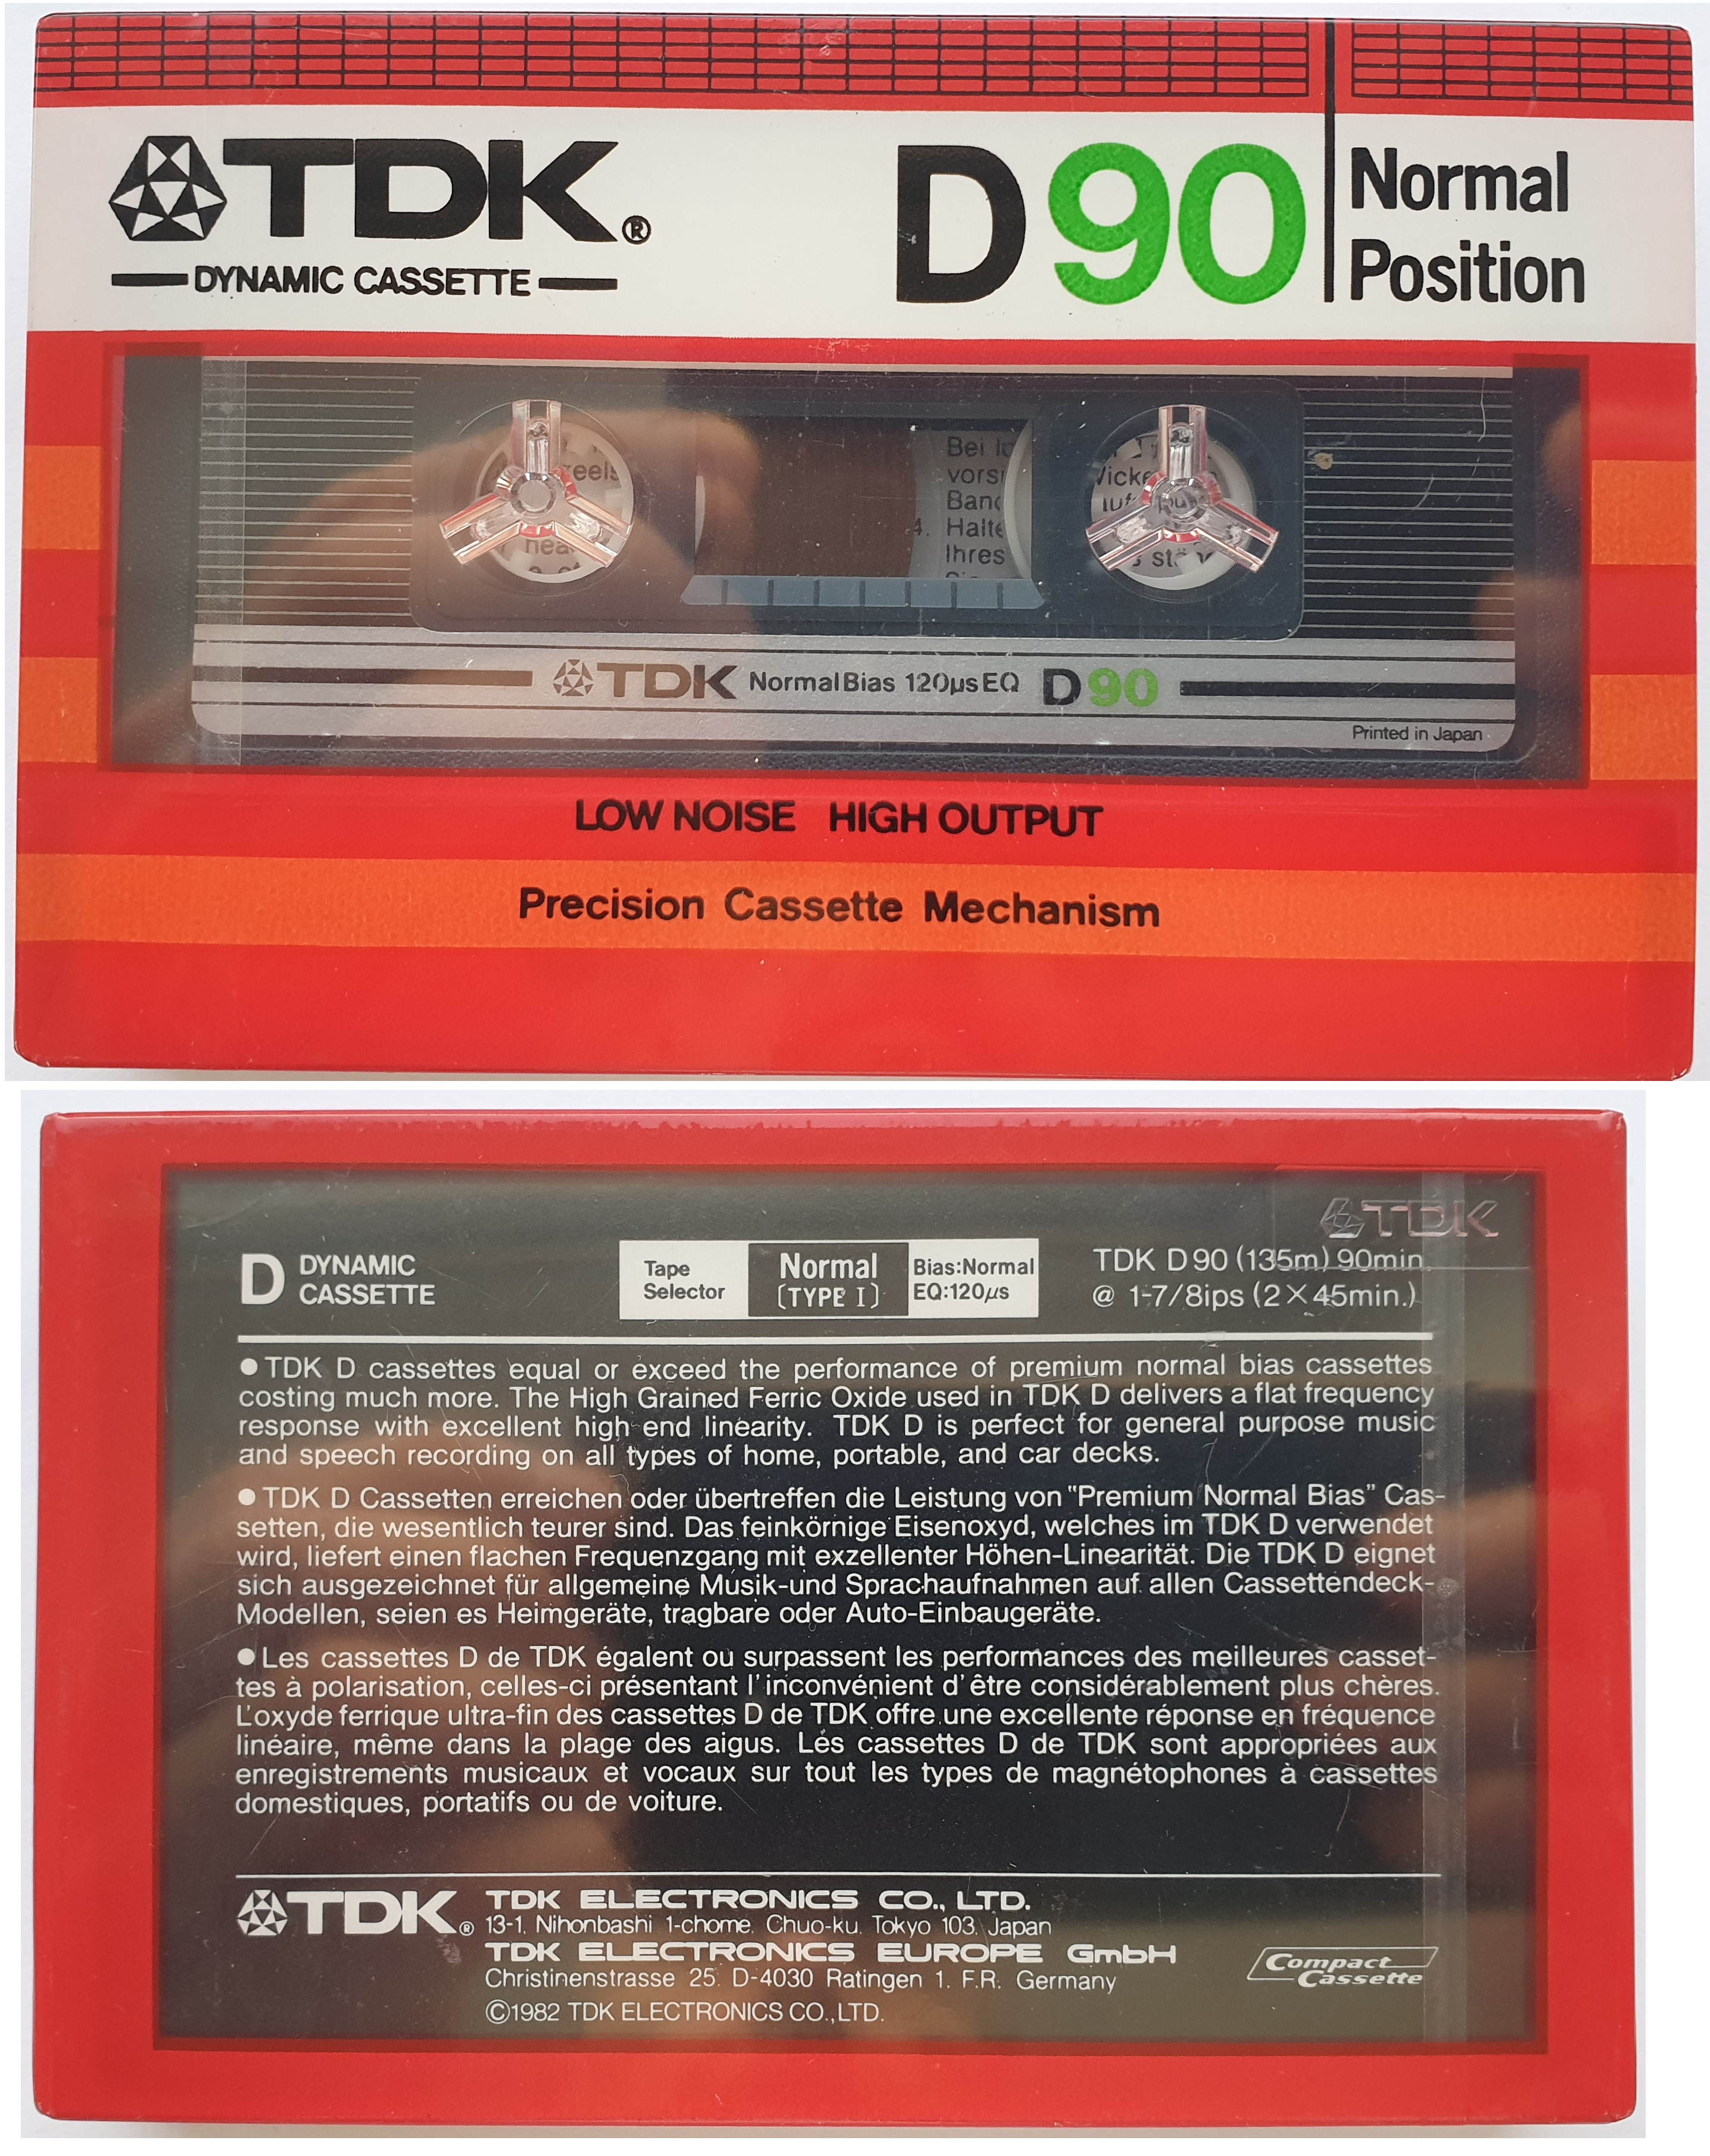 TDK®
DYNAMIC CASSETTE
D90
Normal
Position
Bei
vors
Band
4. Halte
Ihres
eels
TDK Normal Bias 120µs EQ D90
Printed in Japan
LOW NOISE HIGH OUTPUT
Precision Cassette Mechanism
TDK
D DYNAMIC
CASSETTE
Tape
Selector
Normal
(TYPE I)
Bias:Normal
EQ:120µs
TDK D90 (135m) 90min.
@ 1-7/8ips (2×45min.)
●TDK D cassettes equal or exceed the performance of premium normal bias cassettes
costing much more. The High Grained Ferric Oxide used in TDK D delivers a flat frequency
response with excellent high end linearity. TDK D is perfect for general purpose music
and speech recording on all types of home, portable, and car decks.
●TDK D Cassetten erreichen oder übertreffen die Leistung von "Premium Normal Bias" Cas-
setten, die wesentlich teurer sind. Das feinkörnige Eisenoxyd, welches im TDK D verwendet
wird, liefert einen flachen Frequenzgang mit exzellenter Höhen-Linearität. Die TDK D eignet
sich ausgezeichnet für allgemeine Musik-und Sprachaufnahmen auf allen Cassettendeck-
Modellen, seien es Heimgeräte, tragbare oder Auto-Einbaugeräte.
●Les cassettes D de TDK égalent ou surpassent les performances des meilleures casset-
tes à polarisation, celles-ci présentant l'inconvénient d'être considérablement plus chères.
L'oxyde ferrique ultra-fin des cassettes D de TDK offre une excellente réponse en fréquence
linéaire, même dans la plage des aigus. Les cassettes D de TDK sont appropriées aux
enregistrements musicaux et vocaux sur tout les types de magnétophones à cassettes
domestiques, portatifs ou de voiture.
TDK®
TDK ELECTRONICS CO., LTD.
13-1, Nihonbashi 1-chome, Chuo-ku, Tokyo 103, Japan
TDK ELECTRONICS EUROPE GmbH
Christinenstrasse 25, D-4030 Ratingen 1, F.R. Germany
©1982 TDK ELECTRONICS CO.,LTD.
Compact
Cassette